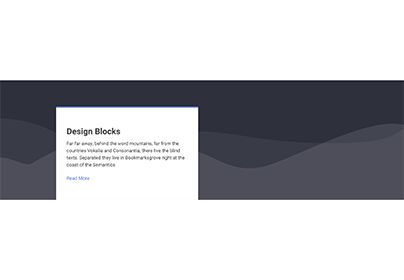 Design Blocks
Far far away, behind the word mountains, far from the
countries Vokalia and Consonantia, there live the blind
texts. Separated they live in Bookmarksgrove right at the
coast of the Semantics
Read More